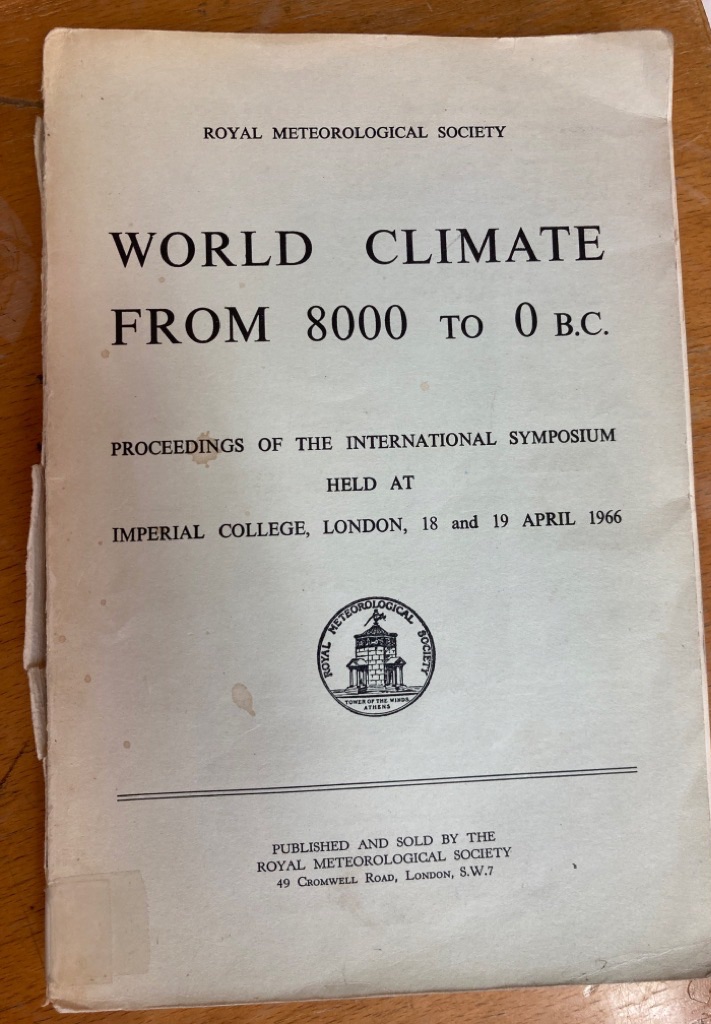 ROYAL METEOROLOGICAL SOCIETY
WORLD CLIMATE
FROM 8000 TO 0 B.C.
PROCEEDINGS OF THE INTERNATIONAL SYMPOSIUM
HELD AT
IMPERIAL COLLEGE, LONDON, 18 and 19 APRIL 1966
ROYAL METEOROLOGICAL SOCIETY
TOWER OF THE WINDS
ATHENS
PUBLISHED AND SOLD BY THE
ROYAL METEOROLOGICAL SOCIETY
49 CROMWELL ROAD, LONDON, S.W.7